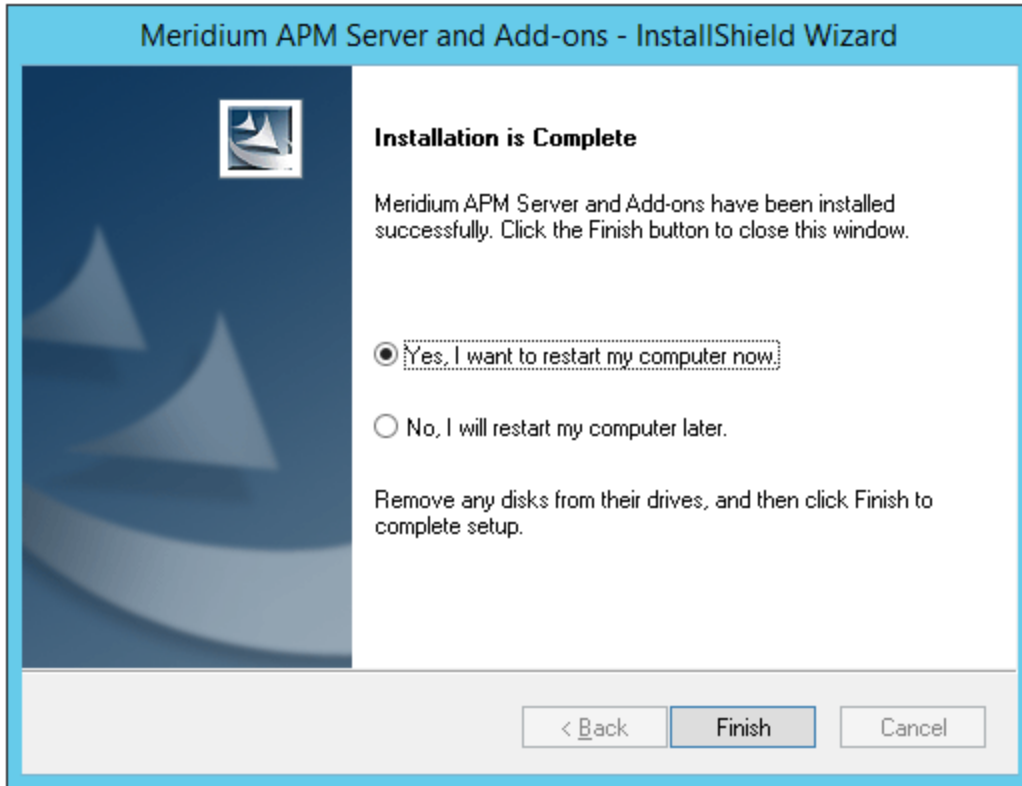 Meridium APM Server and Add-ons - InstallShield Wizard
Installation is Complete
Meridium APM Server and Add-ons have been installed
successfully. Click the Finish button to close this window.
Yes, I want to restart my computer now.
No, I will restart my computer later.
Remove any disks from their drives, and then click Finish to
complete setup.
< Back
Finish
Cancel